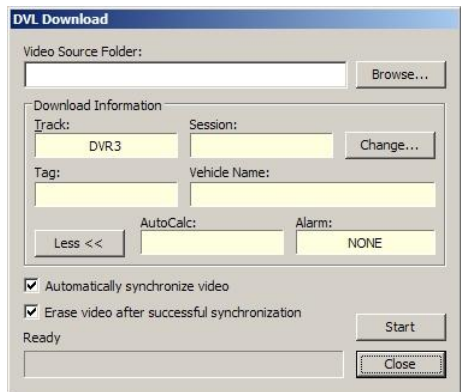 DVL Download
Video Source Folder:
Browse...
Download Information
Track:
Session:
DVR3
Change...
Tag:
Vehicle Name:
AutoCalc:
Alarm:
Less <<
NONE
Automatically synchronize video
Erase video after successful synchronization
Start
Ready
Close